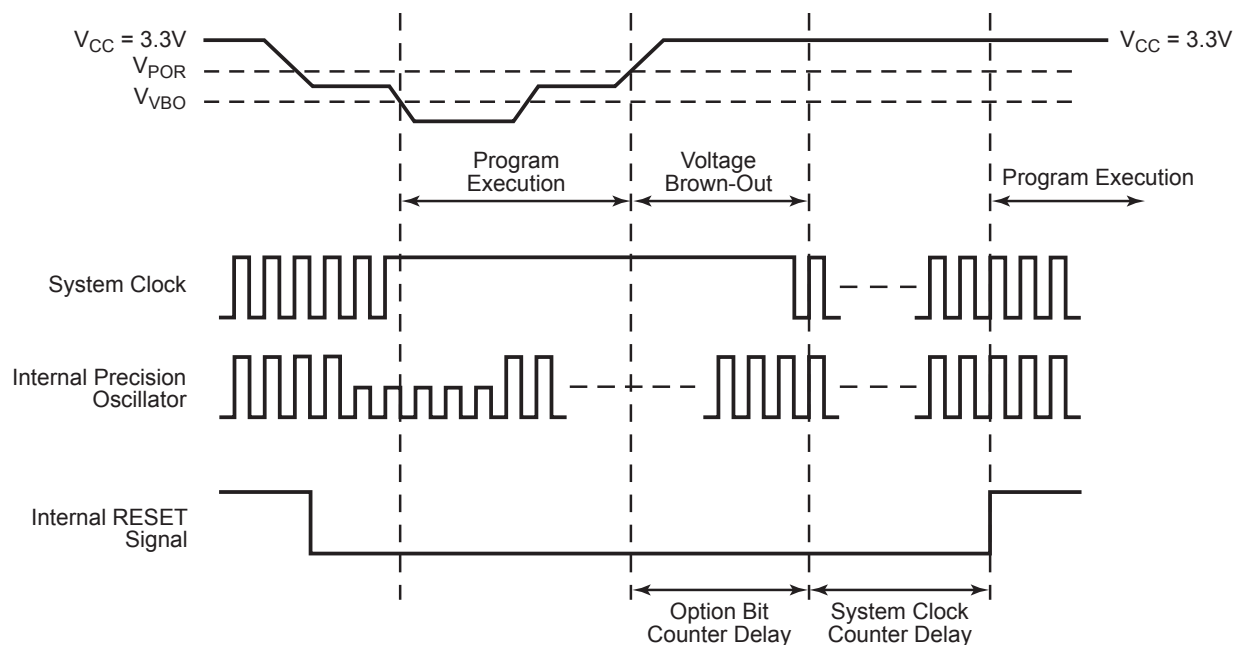 V_CC = 3.3V
V_CC = 3.3V
V_POR
V_VBO
Program
Execution
Voltage
Brown-Out
Program Execution
System Clock
Internal Precision
Oscillator
Internal RESET
Signal
Option Bit
Counter Delay
System Clock
Counter Delay